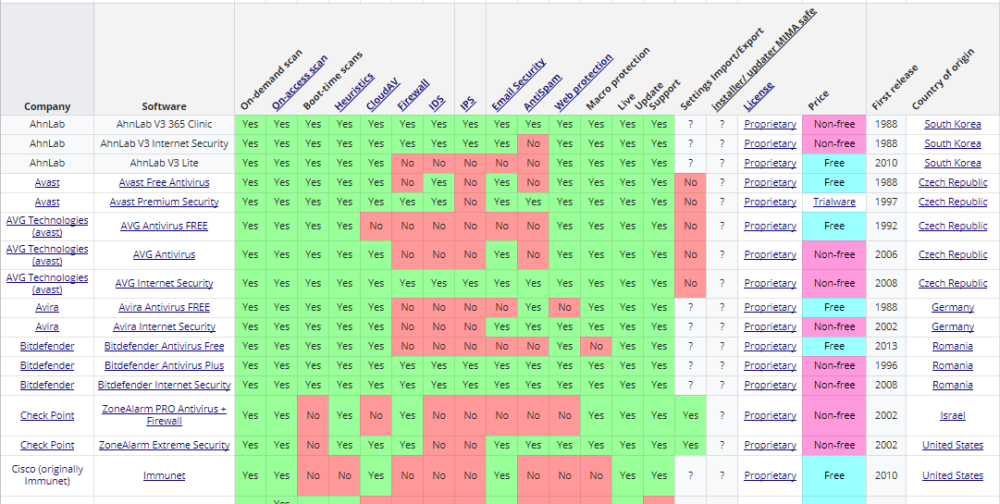 Company
Software
On-demand scan
On-access scan
Boot-time scans
Heuristics
CloudAV
Firewall
IDS
IPS
Email Security
AntiSpam
Web protection
Macro protection
Live Update
Support
Settings Import/Export
installer/ updater MIMA safe
License
Price
First release
Country of origin
AhnLab AhnLab V3 365 Clinic Yes Yes Yes Yes Yes Yes Yes Yes Yes Yes Yes Yes Yes Yes ? ? Proprietary Non-free 1988 South Korea
AhnLab AhnLab V3 Internet Security Yes Yes Yes Yes Yes Yes Yes Yes Yes No Yes Yes Yes Yes ? ? Proprietary Non-free 1988 South Korea
AhnLab AhnLab V3 Lite Yes Yes Yes Yes Yes No No No No No Yes Yes Yes Yes ? ? Proprietary Free 2010 South Korea
Avast Avast Free Antivirus Yes Yes Yes Yes Yes No Yes No Yes No Yes Yes Yes Yes No ? Proprietary Free 1988 Czech Republic
Avast Avast Premium Security Yes Yes Yes Yes Yes Yes Yes No Yes Yes Yes Yes Yes Yes No ? Proprietary Trialware 1997 Czech Republic
AVG Technologies
(avast) AVG Antivirus FREE Yes Yes Yes Yes No No No No No No Yes Yes Yes Yes No ? Proprietary Free 1992 Czech Republic
AVG Technologies
(avast) AVG Antivirus Yes Yes Yes Yes Yes No No No Yes No Yes Yes Yes Yes No ? Proprietary Non-free 2006 Czech Republic
AVG Technologies
(avast) AVG Internet Security Yes Yes Yes Yes Yes Yes Yes Yes Yes Yes Yes Yes Yes Yes No ? Proprietary Non-free 2008 Czech Republic
Avira Avira Antivirus FREE Yes Yes Yes Yes Yes No No No No Yes No Yes Yes Yes ? ? Proprietary Free 1988 Germany
Avira Avira Internet Security Yes Yes Yes Yes Yes No No No Yes Yes Yes Yes Yes Yes ? ? Proprietary Non-free 2002 Germany
Bitdefender Bitdefender Antivirus Free Yes Yes Yes Yes Yes No No No No No Yes No Yes Yes ? ? Proprietary Free 2013 Romania
Bitdefender Bitdefender Antivirus Plus Yes Yes Yes Yes Yes Yes Yes Yes Yes Yes Yes Yes Yes Yes ? ? Proprietary Non-free 1996 Romania
Bitdefender Bitdefender Internet Security Yes Yes Yes Yes Yes Yes Yes Yes Yes Yes Yes Yes Yes Yes ? ? Proprietary Non-free 2008 Romania
Check Point ZoneAlarm PRO Antivirus +
Firewall Yes Yes No Yes No Yes No No No No No Yes Yes Yes Yes ? Proprietary Non-free 2002 Israel
Check Point ZoneAlarm Extreme Security Yes Yes No Yes Yes Yes No No Yes Yes Yes Yes Yes Yes Yes ? Proprietary Non-free 2002 United States
Cisco (originally
Immunet) Immunet Yes Yes No No Yes No No No Yes No No No Yes Yes ? ? Proprietary Free 2010 United States
Yes